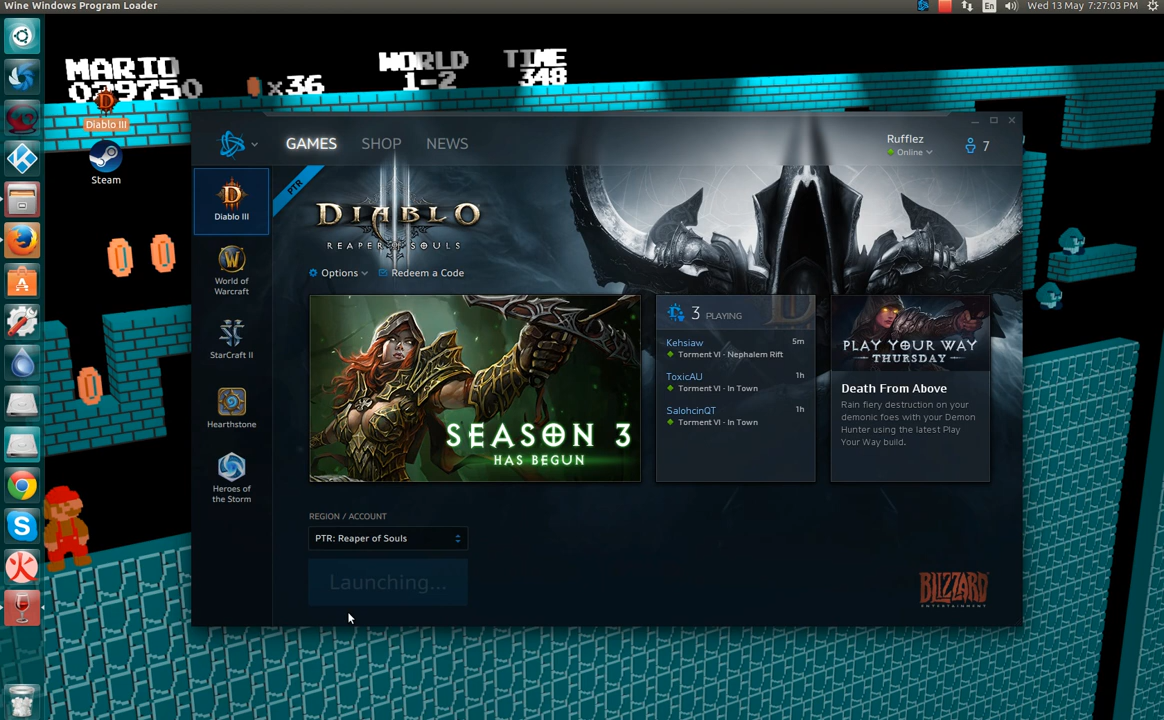 Wine Windows Program Loader
En
Wed 13 May 7:27:03 PM
MARIO
029750
x36
WORLD
1-2
TIME
348
Diablo III
Steam
GAMES
SHOP
NEWS
Rufflez
Online
7
Diablo III
World of
Warcraft
StarCraft II
Hearthstone
Heroes of
the Storm
PTR
DIABLO
REAPER OF SOULS
Options
Redeem a Code
SEASON 3
HAS BEGUN
3 PLAYING
Kehsiaw 5m
Torment VI - Nephalem Rift
ToxicAU 1h
Torment VI - In Town
SalohcinQT 1h
Torment VI - In Town
PLAY YOUR WAY
THURSDAY
Death From Above
Rain fiery destruction on your
demonic foes with your Demon
Hunter using the latest Play
Your Way build.
REGION / ACCOUNT
PTR: Reaper of Souls
Launching...
BLIZZARD
ENTERTAINMENT